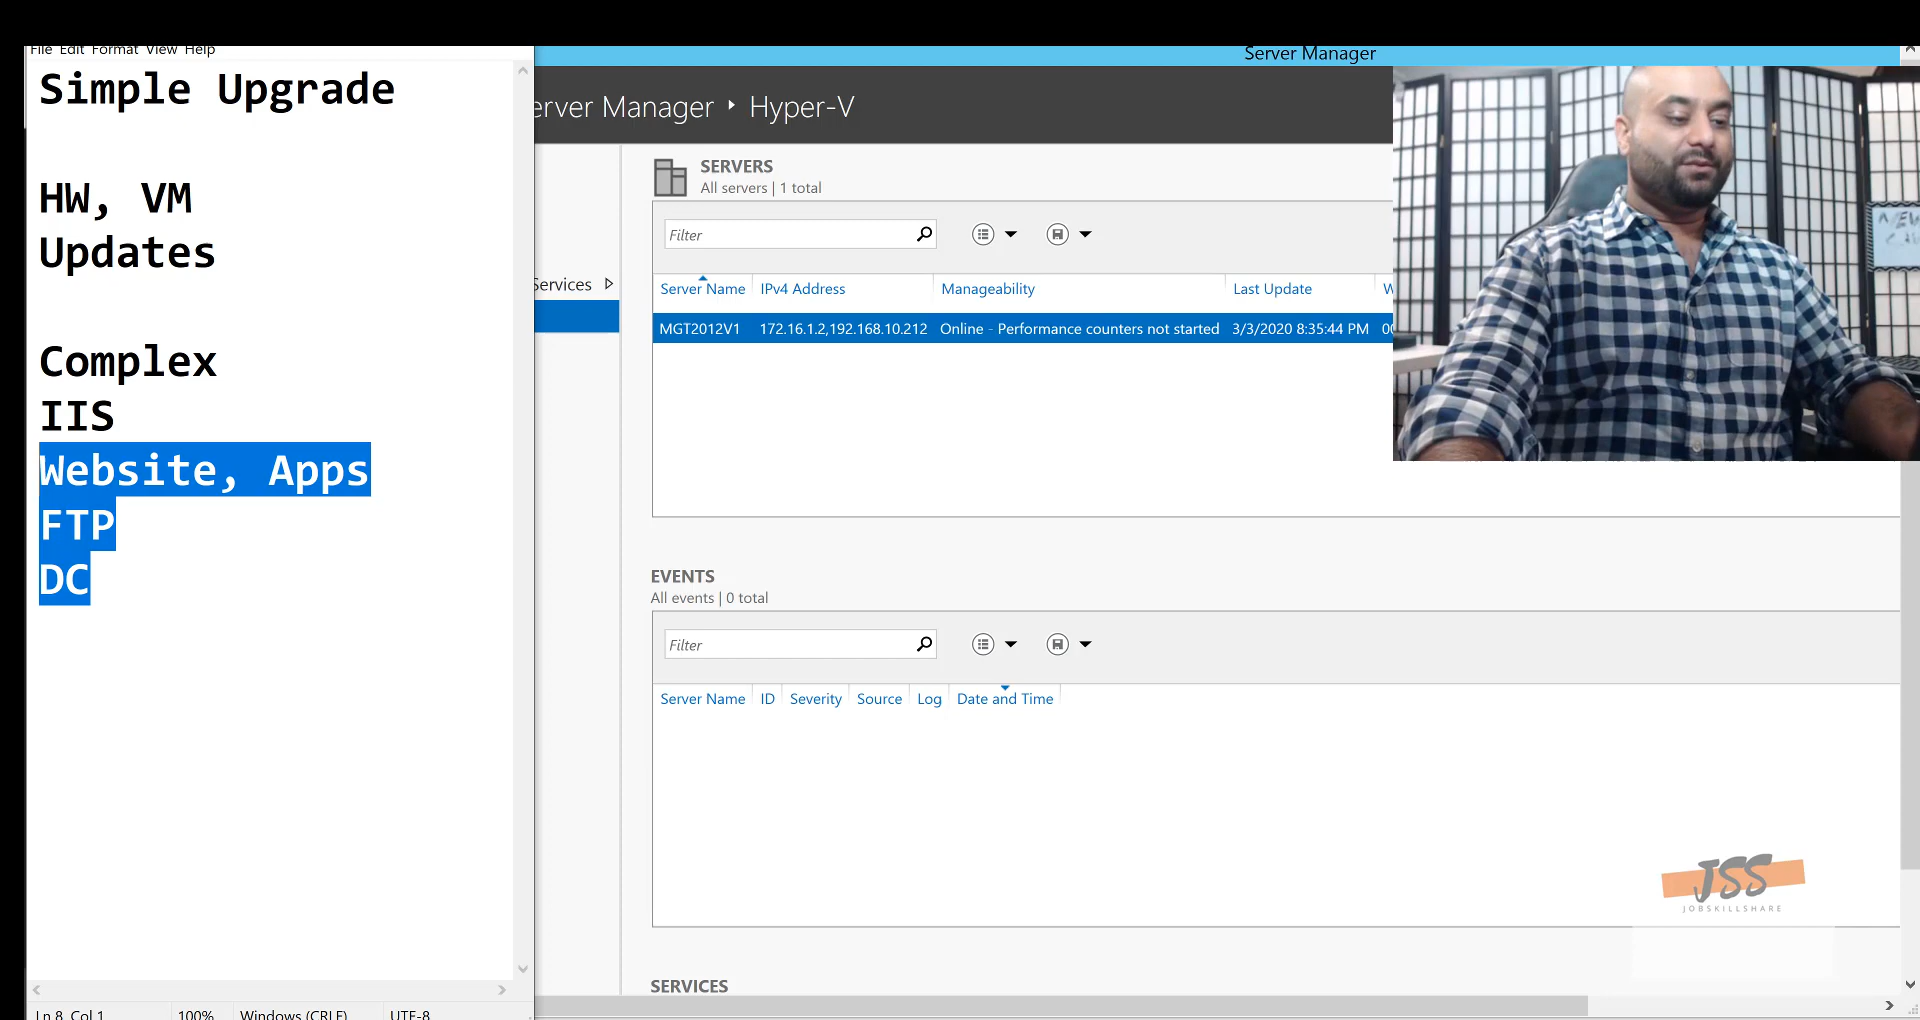 File Edit Format View Help
Simple Upgrade
HW, VM
Updates
Complex
IIS
Website, Apps
FTP
DC
Ln 8, Col 1 100% Windows (CRLF) UTF-8
Server Manager
erver Manager ‣ Hyper-V
Services
SERVERS
All servers | 1 total
Filter
Server Name IPv4 Address Manageability Last Update W
MGT2012V1 172.16.1.2,192.168.10.212 Online - Performance counters not started 3/3/2020 8:35:44 PM 00
EVENTS
All events | 0 total
Filter
Server Name ID Severity Source Log Date and Time
SERVICES
NEW
JSS
JOBSKILLSHARE